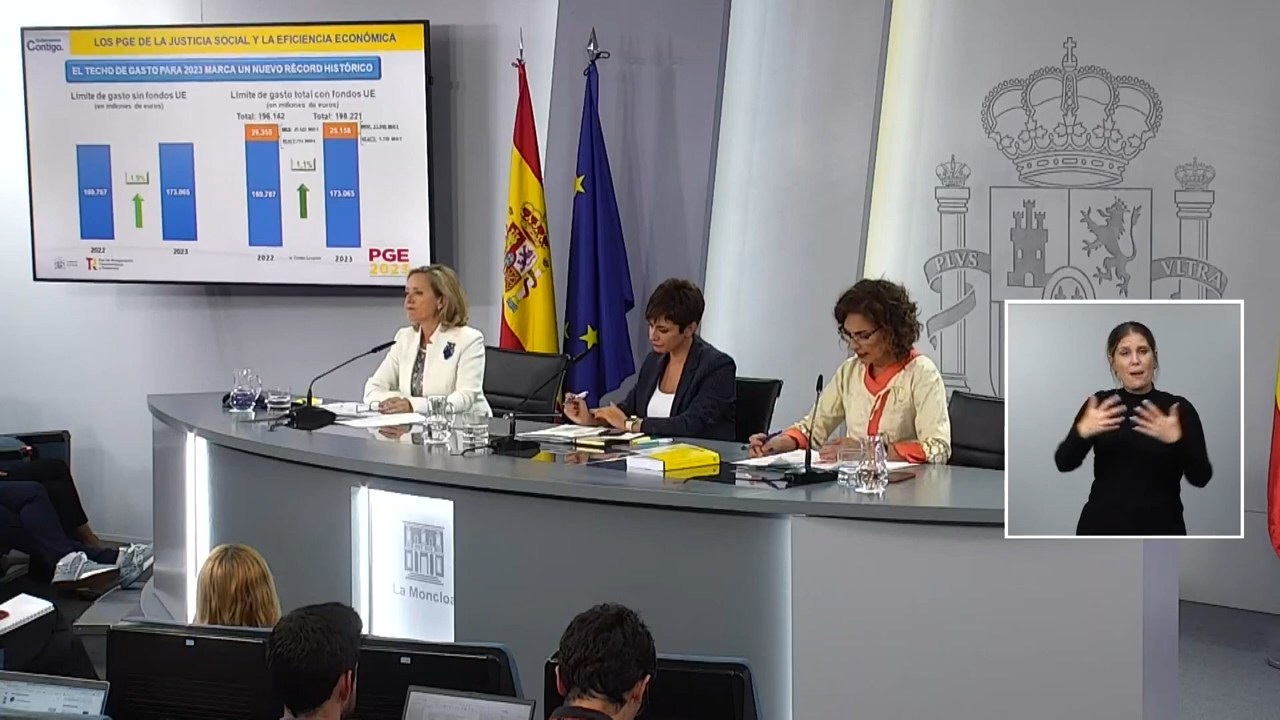 Contigo.
LOS PGE DE LA JUSTICIA SOCIAL Y LA EFICIENCIA ECONÓMICA
EL TECHO DE GASTO PARA 2023 MARCA UN NUEVO RÉCORD HISTÓRICO
Límite de gasto sin fondos UE
(en millones de euros)
Límite de gasto total con fondos UE
(en millones de euros)
Total: 196.142
Total: 198.221
26.355
25.156
1,9%
1,1%
169.787
173.065
169.787
173.065
2022
2023
2022
2023
PGE
2023
PLVS
VLTRA
La Moncloa